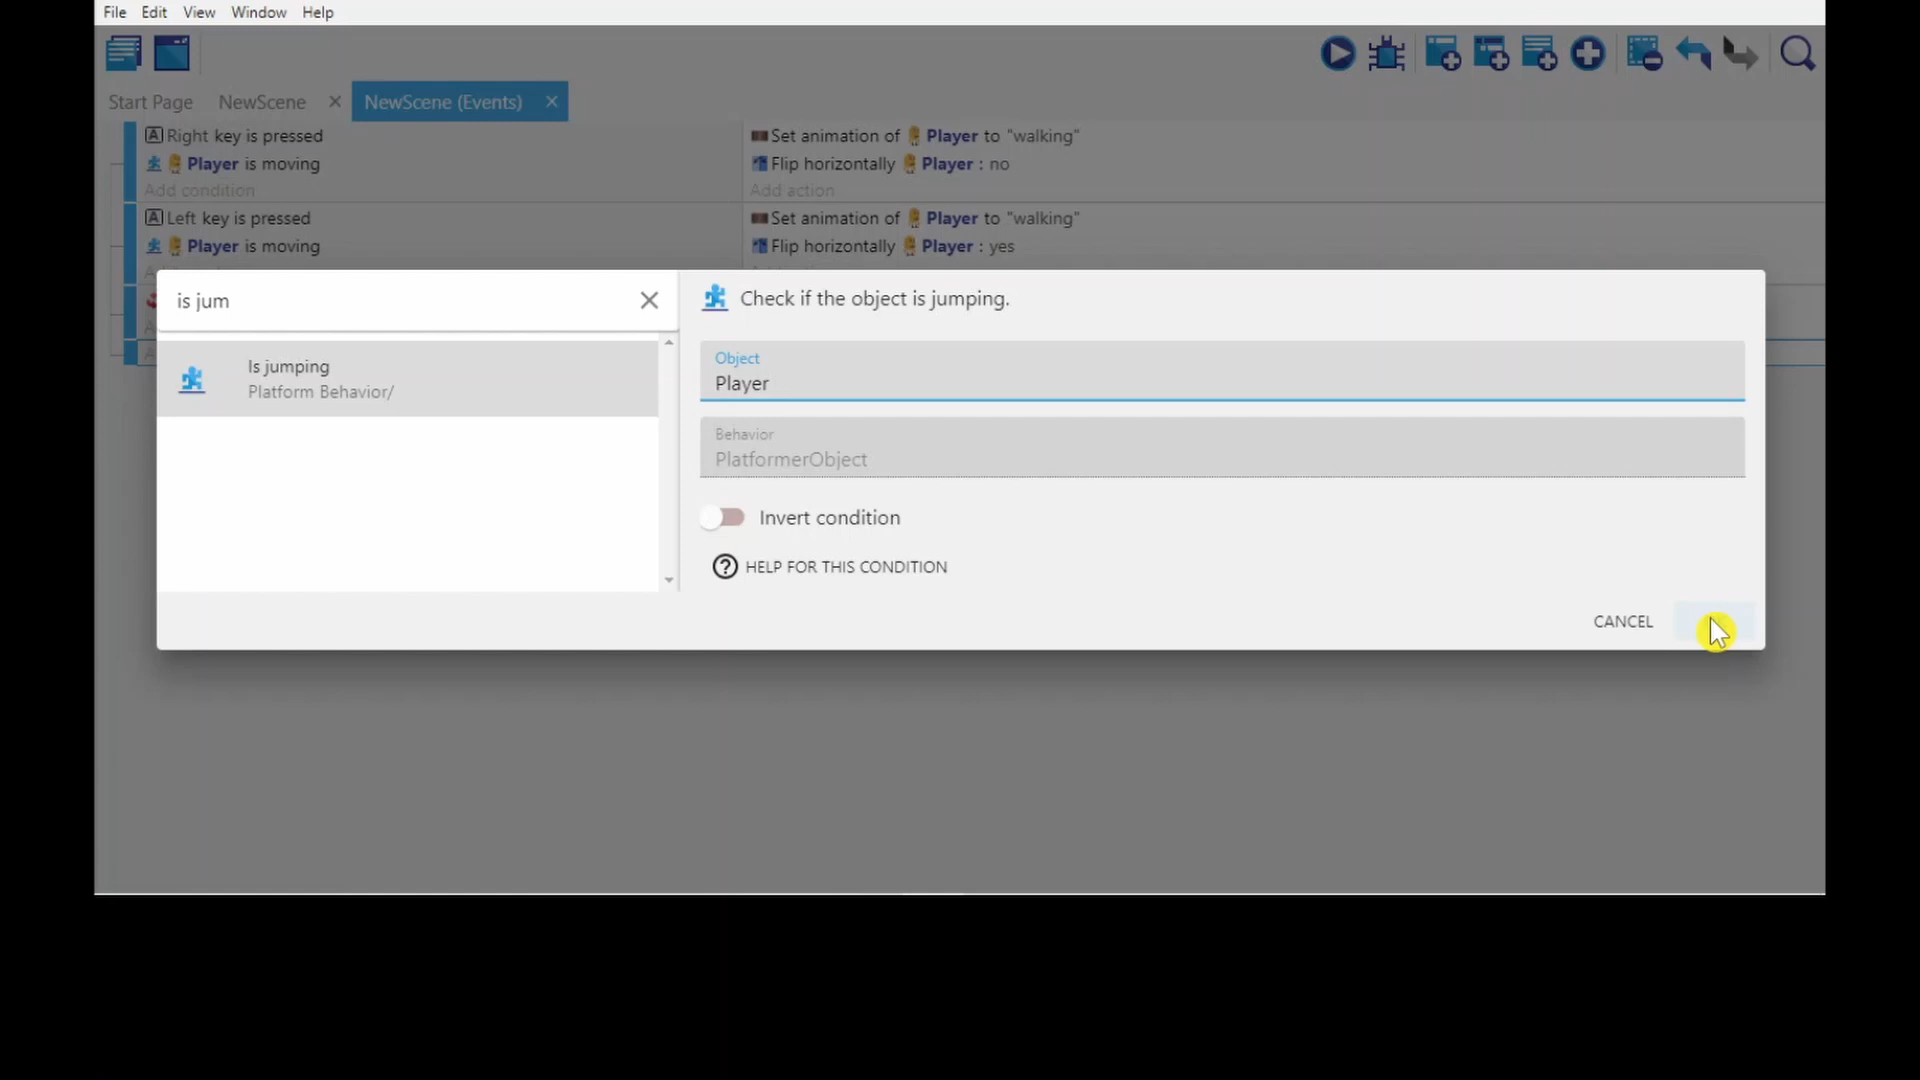 File Edit View Window Help
Start Page NewScene NewScene (Events)
Right key is pressed Set animation of Player to "walking"
Player is moving Flip horizontally Player : no
Add condition Add action
Left key is pressed Set animation of Player to "walking"
Player is moving Flip horizontally Player : yes
is jum
Check if the object is jumping.
Is jumping
Platform Behavior/
Object
Player
Behavior
PlatformerObject
Invert condition
HELP FOR THIS CONDITION
CANCEL